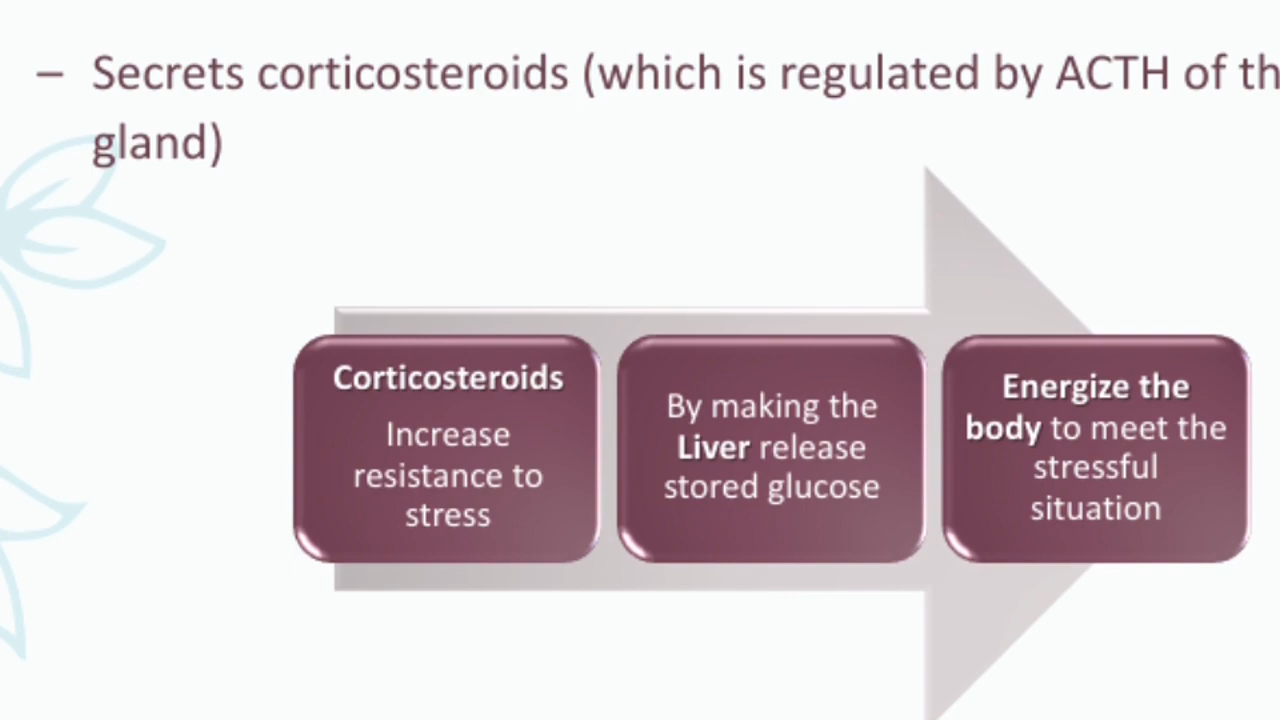 – Secrets corticosteroids (which is regulated by ACTH of
gland)
Corticosteroids
Increase
resistance to
stress
By making the
Liver release
stored glucose
Energize the
body to meet the
stressful
situation